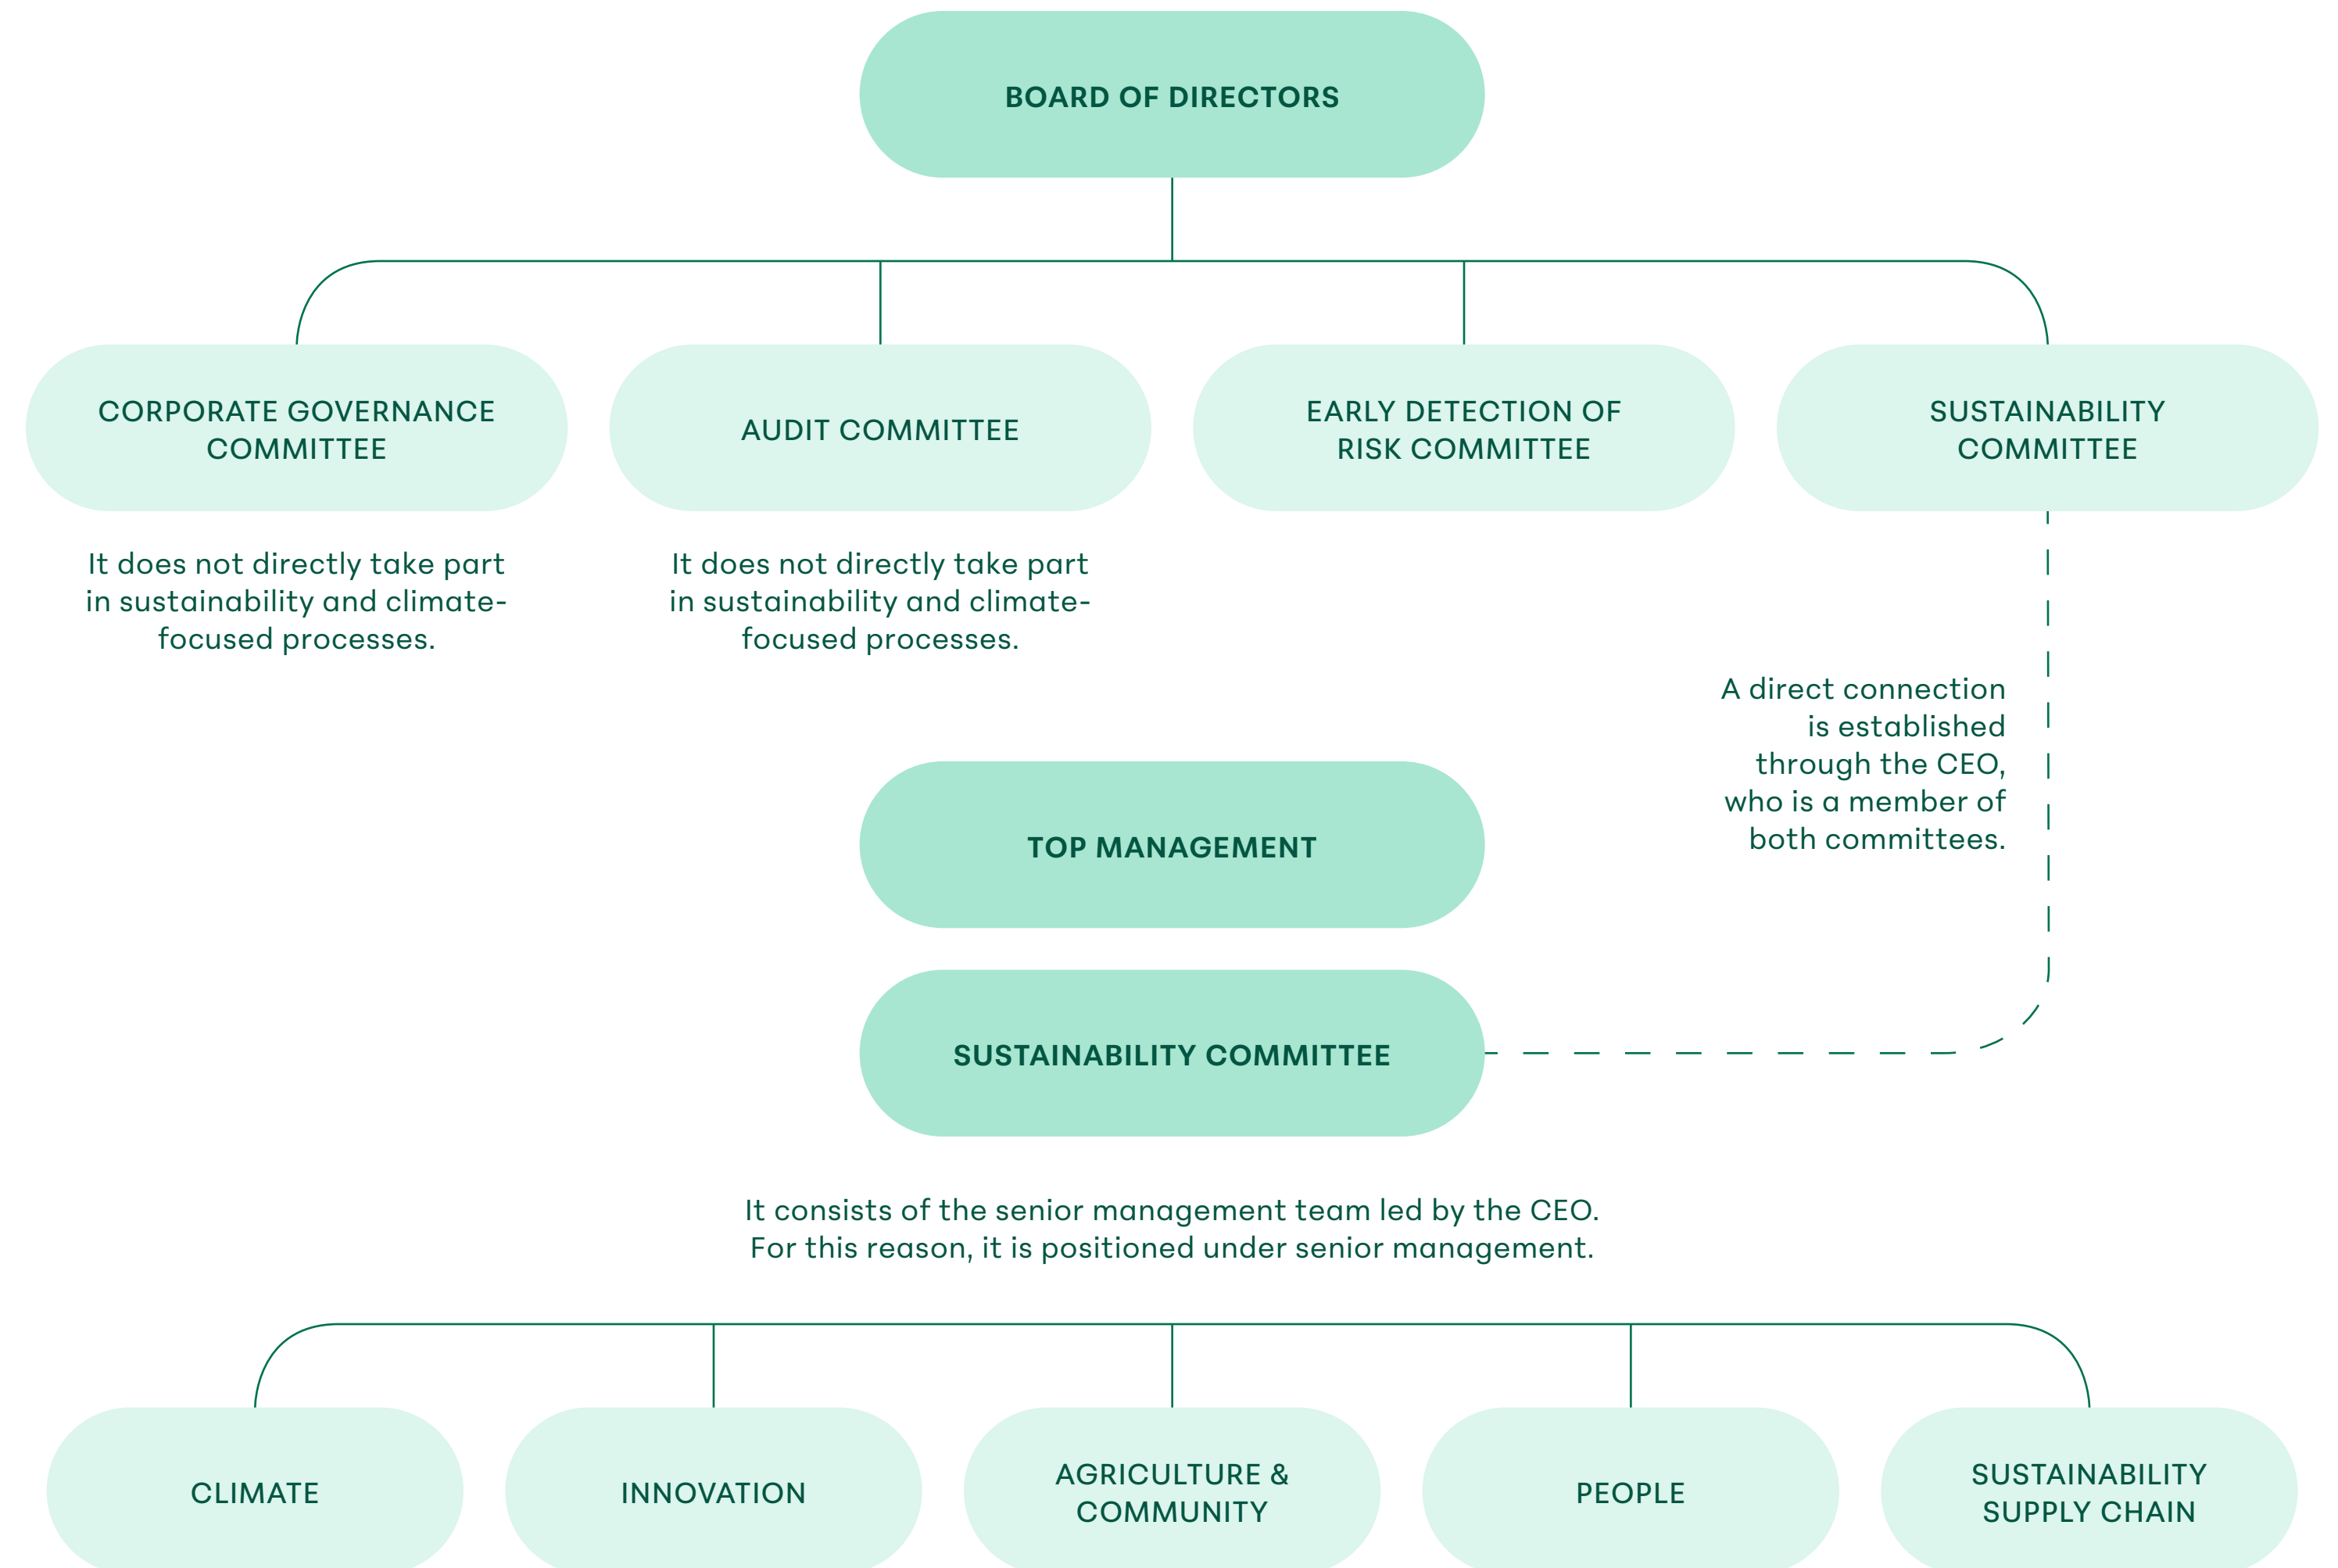 BOARD OF DIRECTORS
CORPORATE GOVERNANCE
COMMITTEE
AUDIT COMMITTEE
EARLY DETECTION OF
RISK COMMITTEE
SUSTAINABILITY
COMMITTEE
It does not directly take part
in sustainability and climate-
focused processes.
It does not directly take part
in sustainability and climate-
focused processes.
A direct connection
is established
through the CEO,
who is a member of
both committees.
TOP MANAGEMENT
SUSTAINABILITY COMMITTEE
It consists of the senior management team led by the CEO.
For this reason, it is positioned under senior management.
CLIMATE
INNOVATION
AGRICULTURE &
COMMUNITY
PEOPLE
SUSTAINABILITY
SUPPLY CHAIN